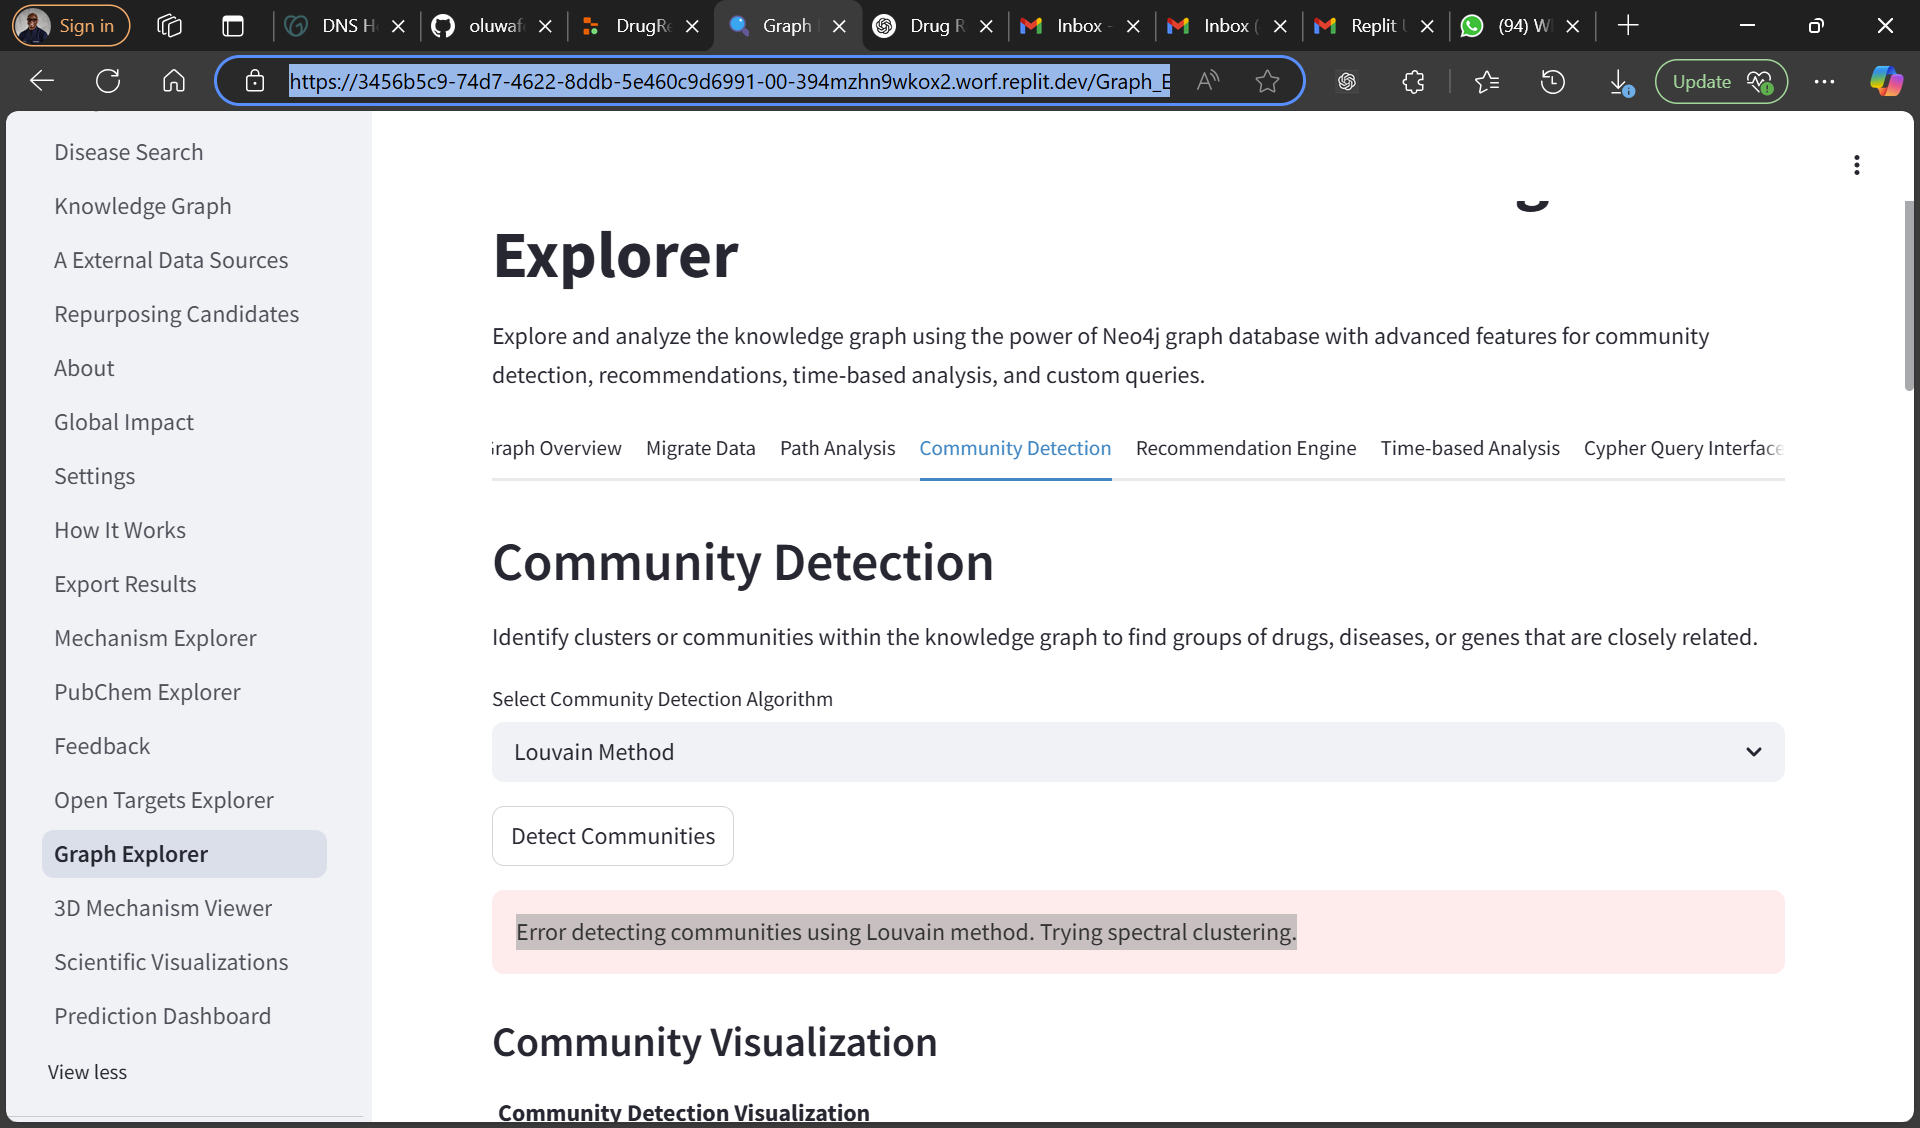 Sign in
DNS H
oluwaf
DrugRe
Graph
Drug R
Inbox -
Inbox (
Replit
(94) W
https://3456b5c9-74d7-4622-8ddb-5e460c9d6991-00-394mzhn9wkox2.worf.replit.dev/Graph_E
Update
Disease Search
Knowledge Graph
A External Data Sources
Repurposing Candidates
About
Global Impact
Settings
How It Works
Export Results
Mechanism Explorer
PubChem Explorer
Feedback
Open Targets Explorer
Graph Explorer
3D Mechanism Viewer
Scientific Visualizations
Prediction Dashboard
View less
Explorer
Explore and analyze the knowledge graph using the power of Neo4j graph database with advanced features for community
detection, recommendations, time-based analysis, and custom queries.
Graph Overview Migrate Data Path Analysis Community Detection Recommendation Engine Time-based Analysis Cypher Query Interface
Community Detection
Identify clusters or communities within the knowledge graph to find groups of drugs, diseases, or genes that are closely related.
Select Community Detection Algorithm
Louvain Method
Detect Communities
Error detecting communities using Louvain method. Trying spectral clustering.
Community Visualization
Community Detection Visualization